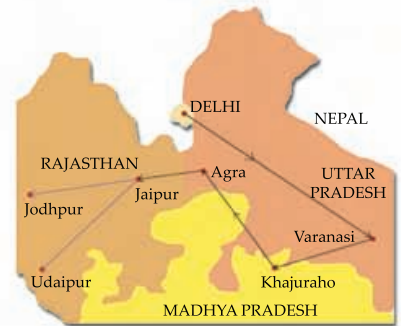 DELHI
NEPAL
RAJASTHAN
Agra
UTTAR
PRADESH
Jaipur
Jodhpur
Varanasi
Udaipur
Khajuraho
MADHYA PRADESH